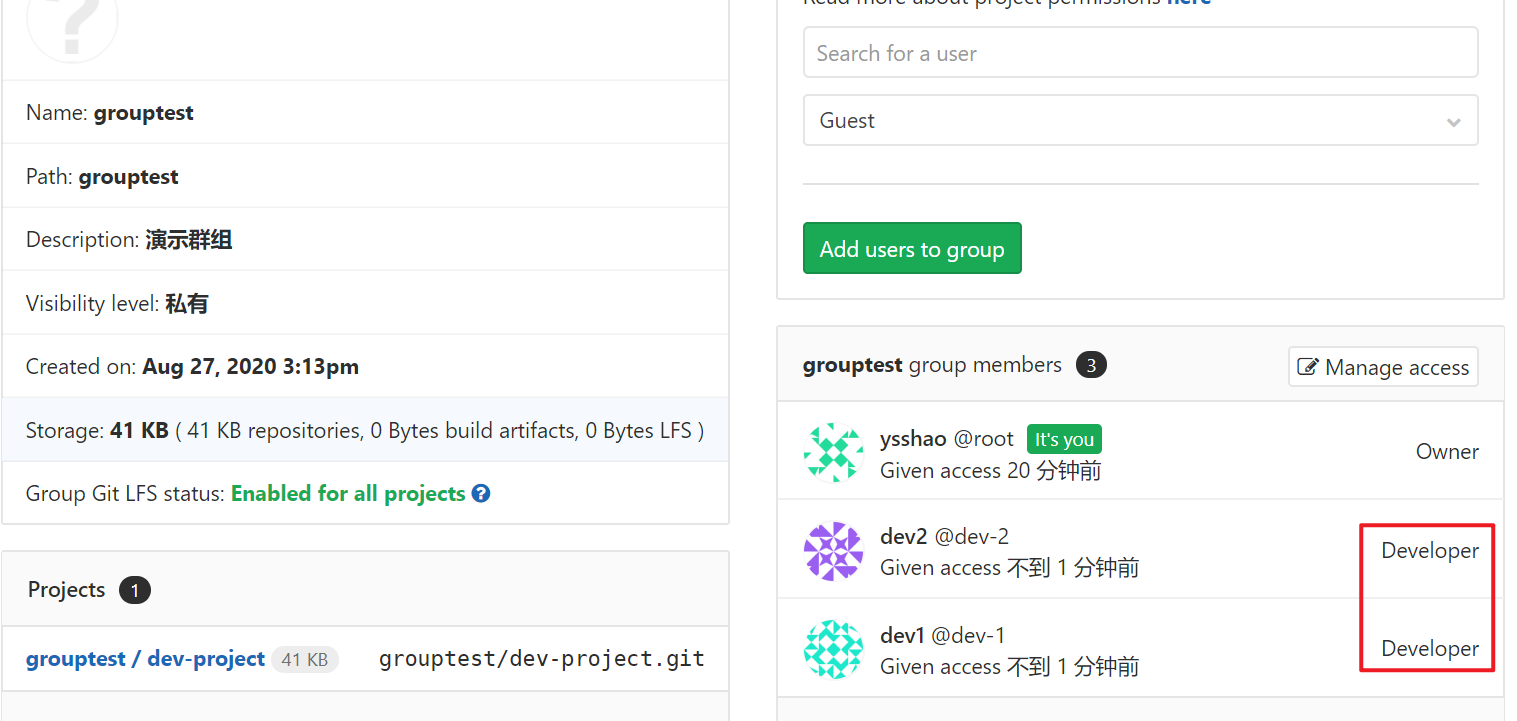 Name: grouptest
Path: grouptest
Description: 演示群组
Visibility level: 私有
Created on: Aug 27, 2020 3:13pm
Storage: 41 KB ( 41 KB repositories, 0 Bytes build artifacts, 0 Bytes LFS )
Group Git LFS status: Enabled for all projects
Projects 1
grouptest / dev-project 41 KB grouptest/dev-project.git
Read more about project permissions here
Search for a user
Guest
Add users to group
grouptest group members 3 Manage access
ysshao @root It's you
Given access 20 分钟前
Owner
dev2 @dev-2
Given access 不到 1 分钟前
Developer
dev1 @dev-1
Given access 不到 1 分钟前
Developer